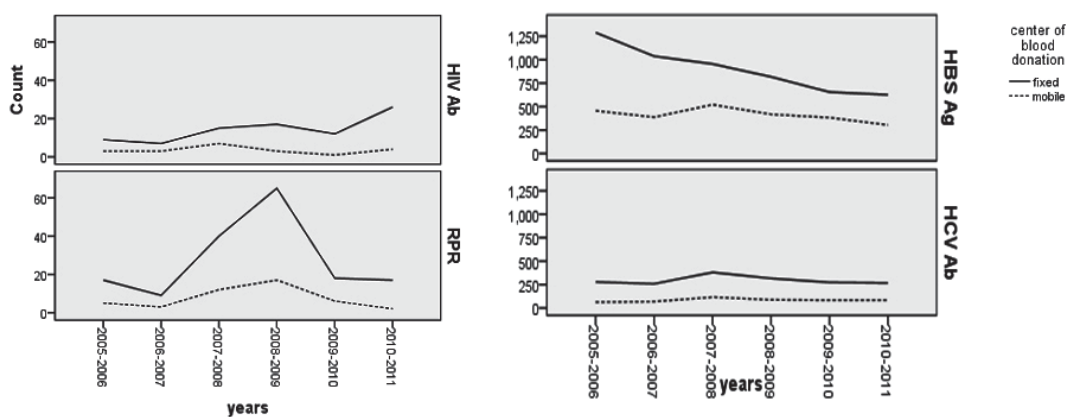 Count
60
40
20
0
HIV Ab
60
40
20
0
RPR
2005-2006
2006-2007
2007-2008
2008-2009
2009-2010
2010-2011
years
1,250
1,000
750
500
250
0
HBS Ag
1,250
1,000
750
500
250
0
HCV Ab
2005-2006
2006-2007
2007-2008
2008-2009
2009-2010
2010-2011
years
center of
blood
donation
fixed
mobile